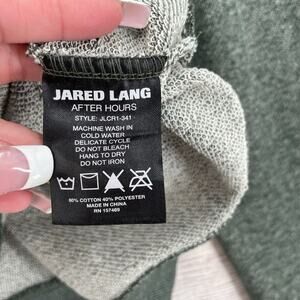 JARED LANG
AFTER HOURS
STYLE: JLCR1-341
MACHINE WASH IN
COLD WATER
DELICATE CYCLE
DO NOT BLEACH
HANG TO DRY
DO NOT IRON
60% COTTON 40% POLYESTER
MADE IN CHINA
RN 157469